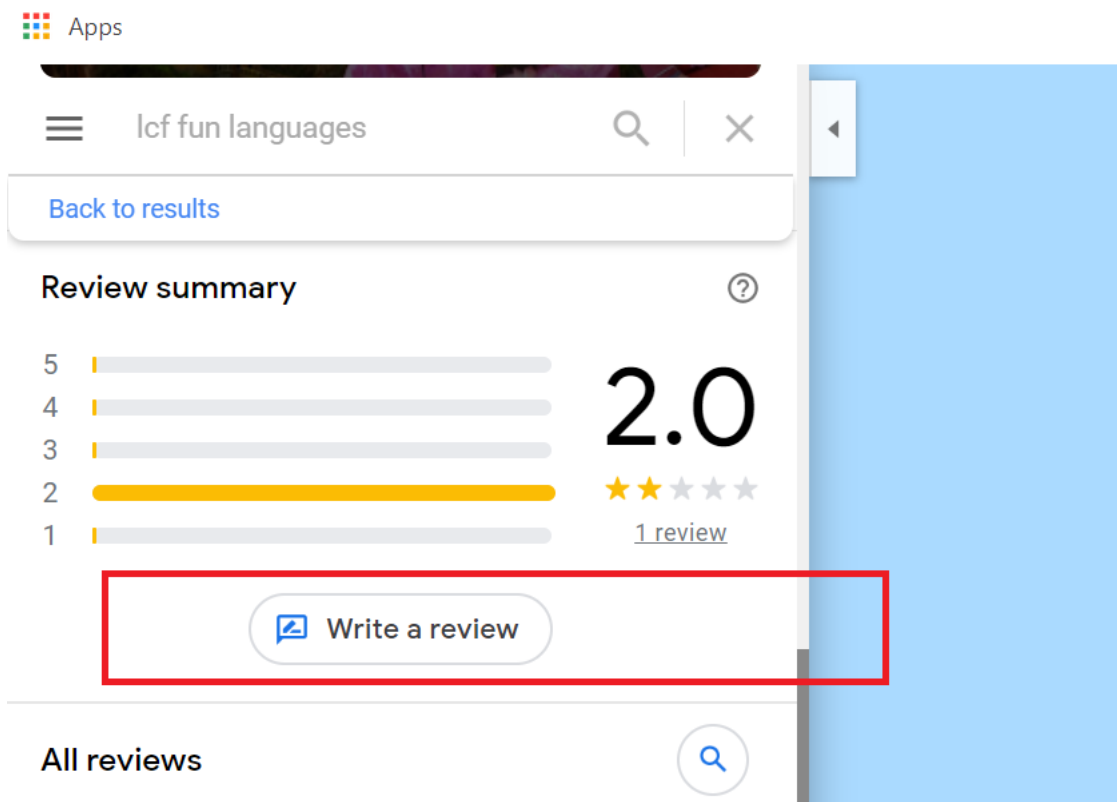 Apps
lcf fun languages
Back to results
Review summary
5
4
3
2
1
2.0
1 review
Write a review
All reviews